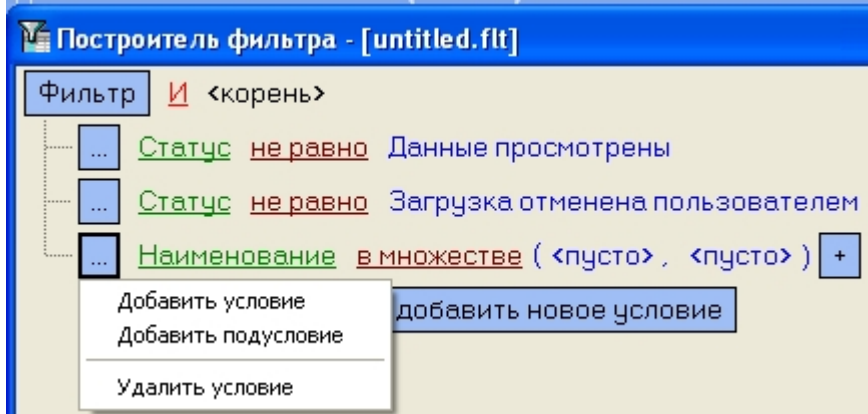 Построитель фильтра - [untitled.flt]
Фильтр И <корень>
... Статус не равно Данные просмотрены
... Статус не равно Загрузка отменена пользователем
... Наименование в множестве ( <пусто> , <пусто> ) +
Добавить условие
добавить новое условие
Добавить подусловие
Удалить условие